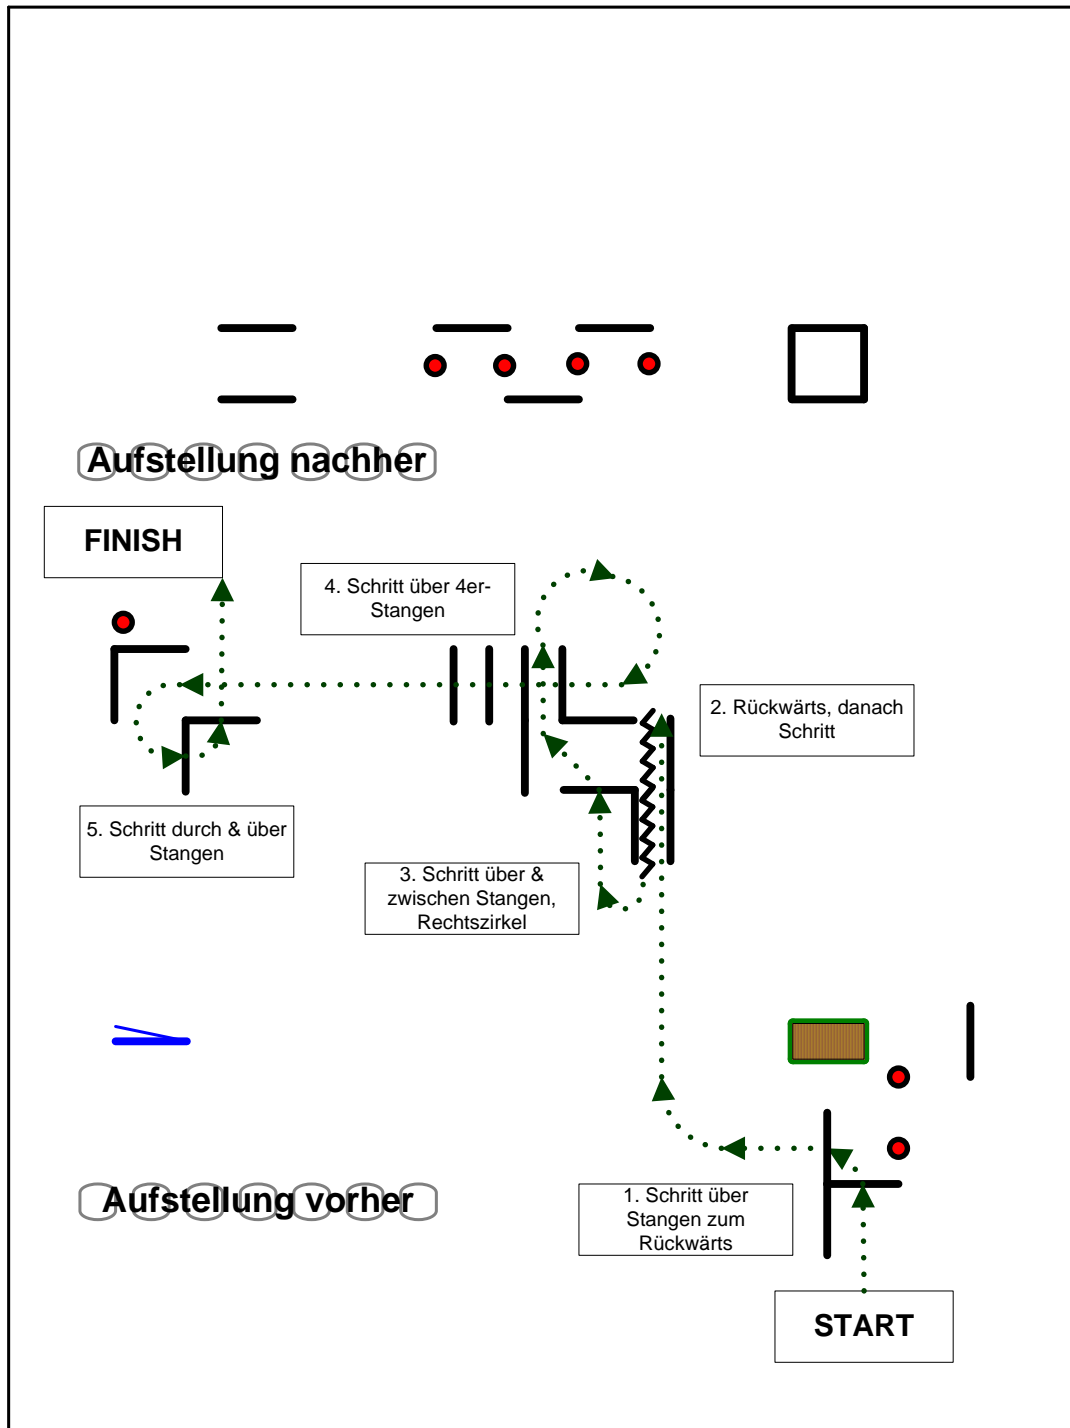 Aufstellung nachher
FINISH
4. Schritt über 4er-
Stangen
2. Rückwärts, danach
Schritt
5. Schritt durch & über
Stangen
3. Schritt über &
zwischen Stangen,
Rechtszirkel
Aufstellung vorher
1. Schritt über
Stangen zum
Rückwärts
START